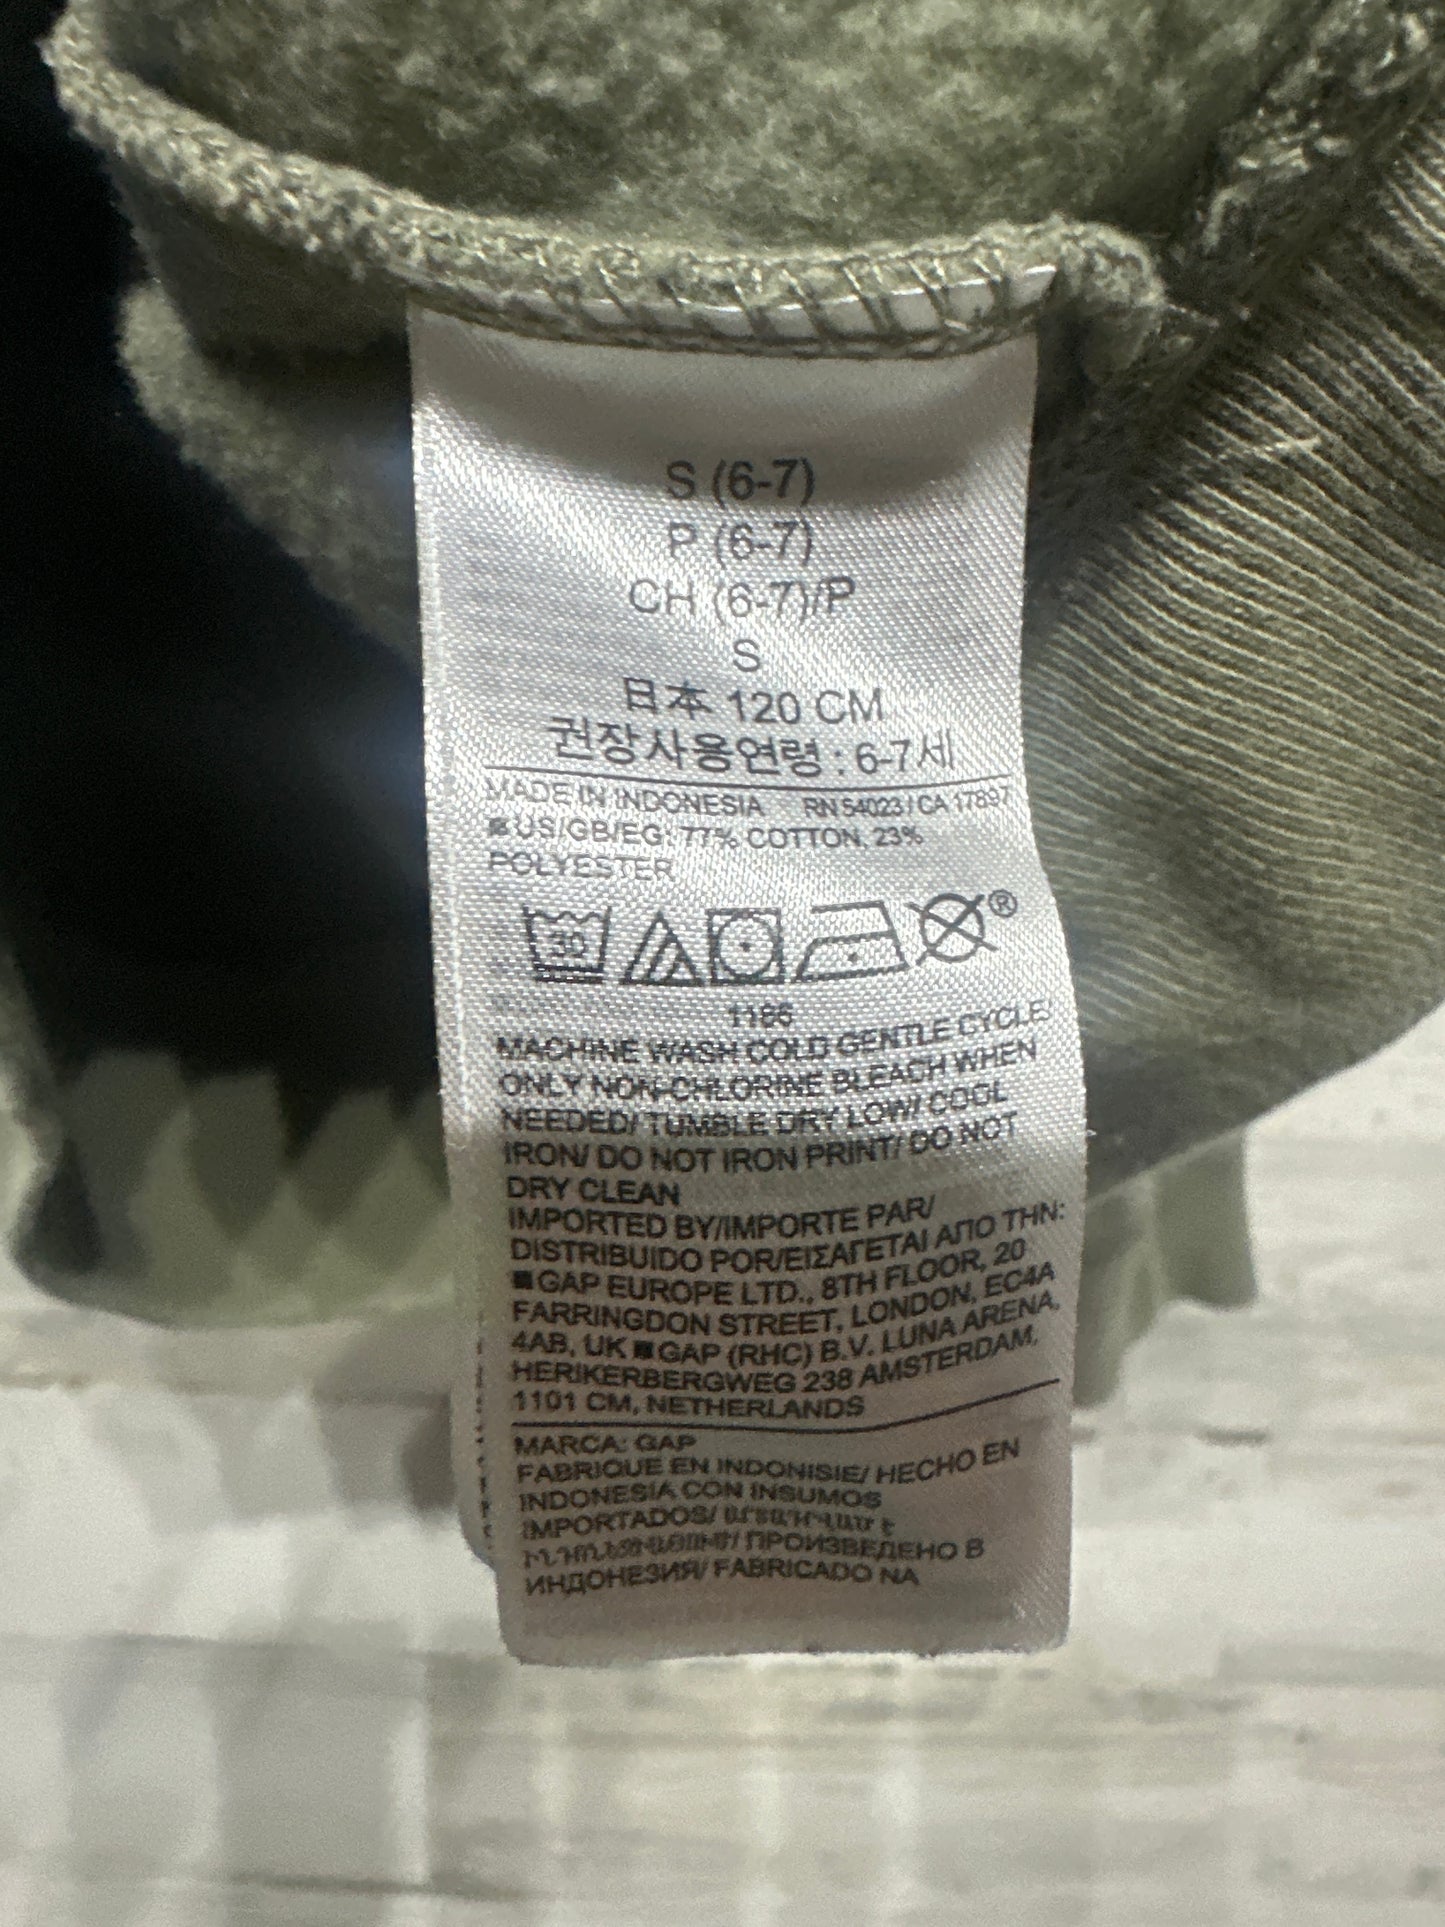 S (6-7)
P (6-7)
CH (6-7)/P
S
日本 120 CM
권장사용연령 : 6-7세
MADE IN INDONESIA RN 54023 / CA 17897
■ US/GB/EG: 77% COTTON, 23%
POLYESTER
30
®
1166
MACHINE WASH COLD GENTLE CYCLE/
ONLY NON-CHLORINE BLEACH WHEN
NEEDED/ TUMBLE DRY LOW/ COOL
IRON/ DO NOT IRON PRINT/ DO NOT
DRY CLEAN
IMPORTED BY/IMPORTE PAR/
DISTRIBUIDO POR/ΕΙΣΑΓΕΤΑΙ ΑΠΟ ΤΗΝ:
■GAP EUROPE LTD., 8TH FLOOR, 20
FARRINGDON STREET, LONDON, EC4A
4AB, UK ■GAP (RHC) B.V. LUNA ARENA,
HERIKERBERGWEG 238 AMSTERDAM,
1101 CM, NETHERLANDS
MARCA: GAP
FABRIQUE EN INDONISIE/ HECHO EN
INDONESIA CON INSUMOS
IMPORTADOS/
ПРОИЗВЕДЕНО В
ИНДОНЕЗИЯ/ FABRICADO NA